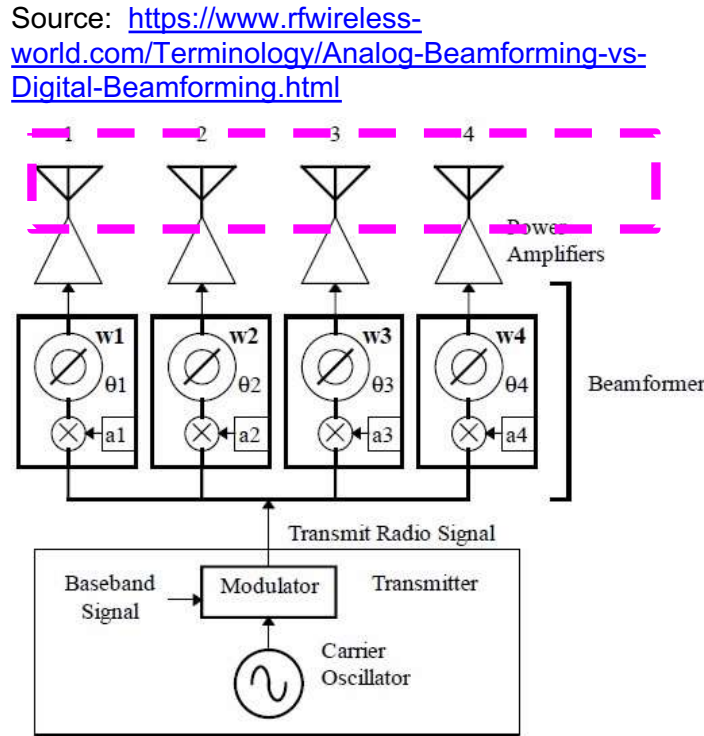 Source: https://www.rfwireless-
world.com/Terminology/Analog-Beamforming-vs-
Digital-Beamforming.html
1 2 3 4
Power
Amplifiers
w1 w2 w3 w4
θ1 θ2 θ3 θ4
Beamformer
a1 a2 a3 a4
Transmit Radio Signal
Baseband
Signal
Modulator
Transmitter
Carrier
Oscillator